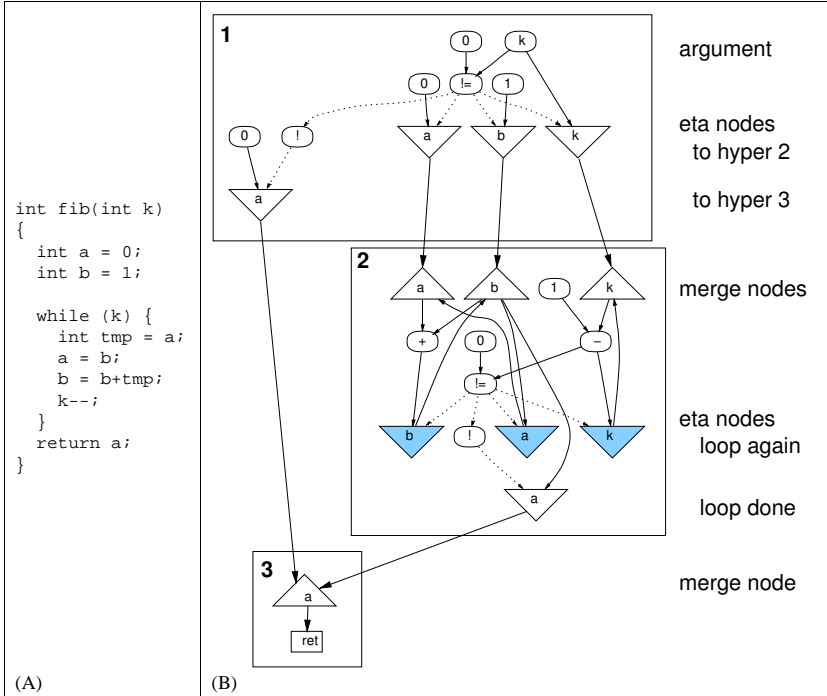 int fib(int k)
{
  int a = 0;
  int b = 1;
  while (k) {
    int tmp = a;
    a = b;
    b = b+tmp;
    k--;
  }
  return a;
}
(A)
1
0 k
argument
0 != 1
0 !
a b k
eta nodes
to hyper 2
a
to hyper 3
2
a b 1 k
merge nodes
+ 0 -
!=
b ! a k
eta nodes
loop again
a
loop done
3
a
merge node
ret
(B)